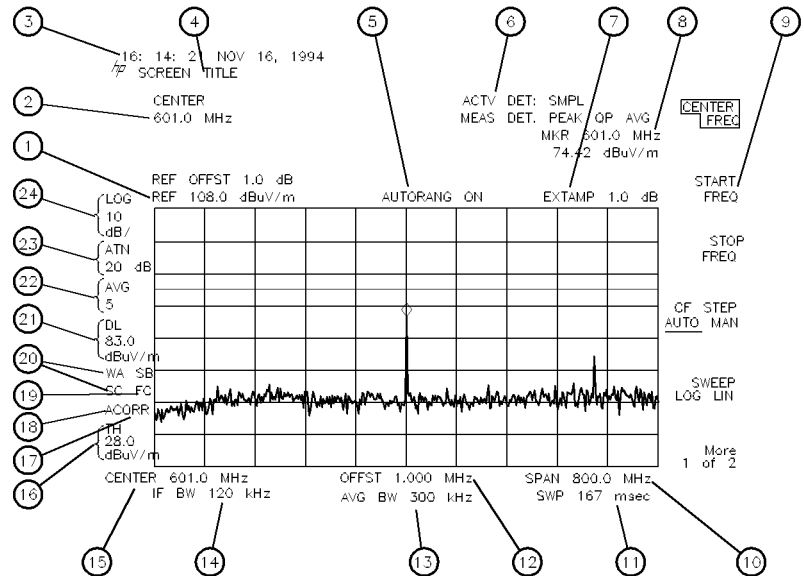 3
4
5
6
7
8
9
16: 14: 21 NOV 16, 1994
hp SCREEN TITLE
2
CENTER
601.0 MHz
ACTV DET: SMPL
MEAS DET. PEAK QP AVG
MKR 601.0 MHz
74.42 dBuV/m
CENTER
FREQ
1
REF OFFST 1.0 dB
REF 108.0 dBuV/m
AUTORANG ON
EXTAMP 1.0 dB
START
FREQ
24
LOG
10
dB/
23
ATN
20 dB
STOP
FREQ
22
AVG
5
21
DL
83.0
dBuV/m
CF STEP
AUTO MAN
20
WA SB
19
SC FC
SWEEP
LOG LIN
18
ACORR
17
16
TH
28.0
dBuV/m
More
1 of 2
CENTER 601.0 MHz
OFFST 1.000 MHz
SPAN 800.0 MHz
IF BW 120 kHz
AVG BW 300 kHz
SWP 167 msec
15
14
13
12
11
10